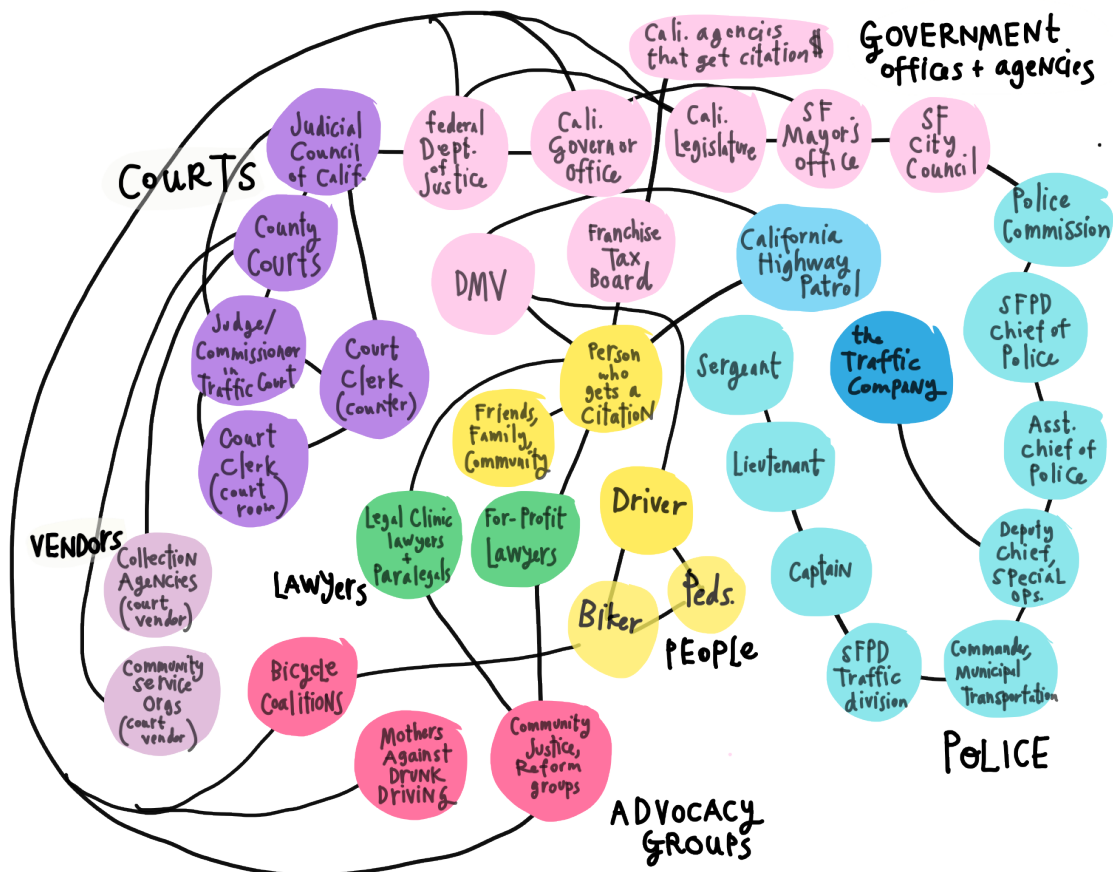 Cali. agencies
that get citation $
GOVERNMENT
offices + agencies
Judicial
Council
of Calif.
federal
Dept.
of
Justice
Cali.
Governor
Office
Cali.
Legislature
SF
Mayor's
Office
SF
City
Council
COURTS
Police
Commission
County
Courts
DMV
Franchise
Tax
Board
California
Highway
Patrol
SFPD
Chief of
Police
Judge/
Commissioner
in
Traffic Court
Court
Clerk
(counter)
Person
who
gets a
CITATION
Sergeant
the
Traffic
Company
Friends,
Family,
Community
Court
Clerk
(court
room)
Lieutenant
Asst.
chief of
Police
VENDORS
Collection
Agencies
(court
vendor)
LAWYERS
Legal Clinic
lawyers
+
Paralegals
For-Profit
Lawyers
Driver
Captain
Deputy
Chief,
Special
ops.
Biker
Peds.
PEOPLE
Community
service
Orgs
(court
vendor)
Bicycle
Coalitions
SFPD
Traffic
division
Commander,
Municipal
Transportation
POLICE
Mothers
Against
DRUNK
DRIVING
Community
Justice,
Reform
groups
ADVOCACY
GROUPS